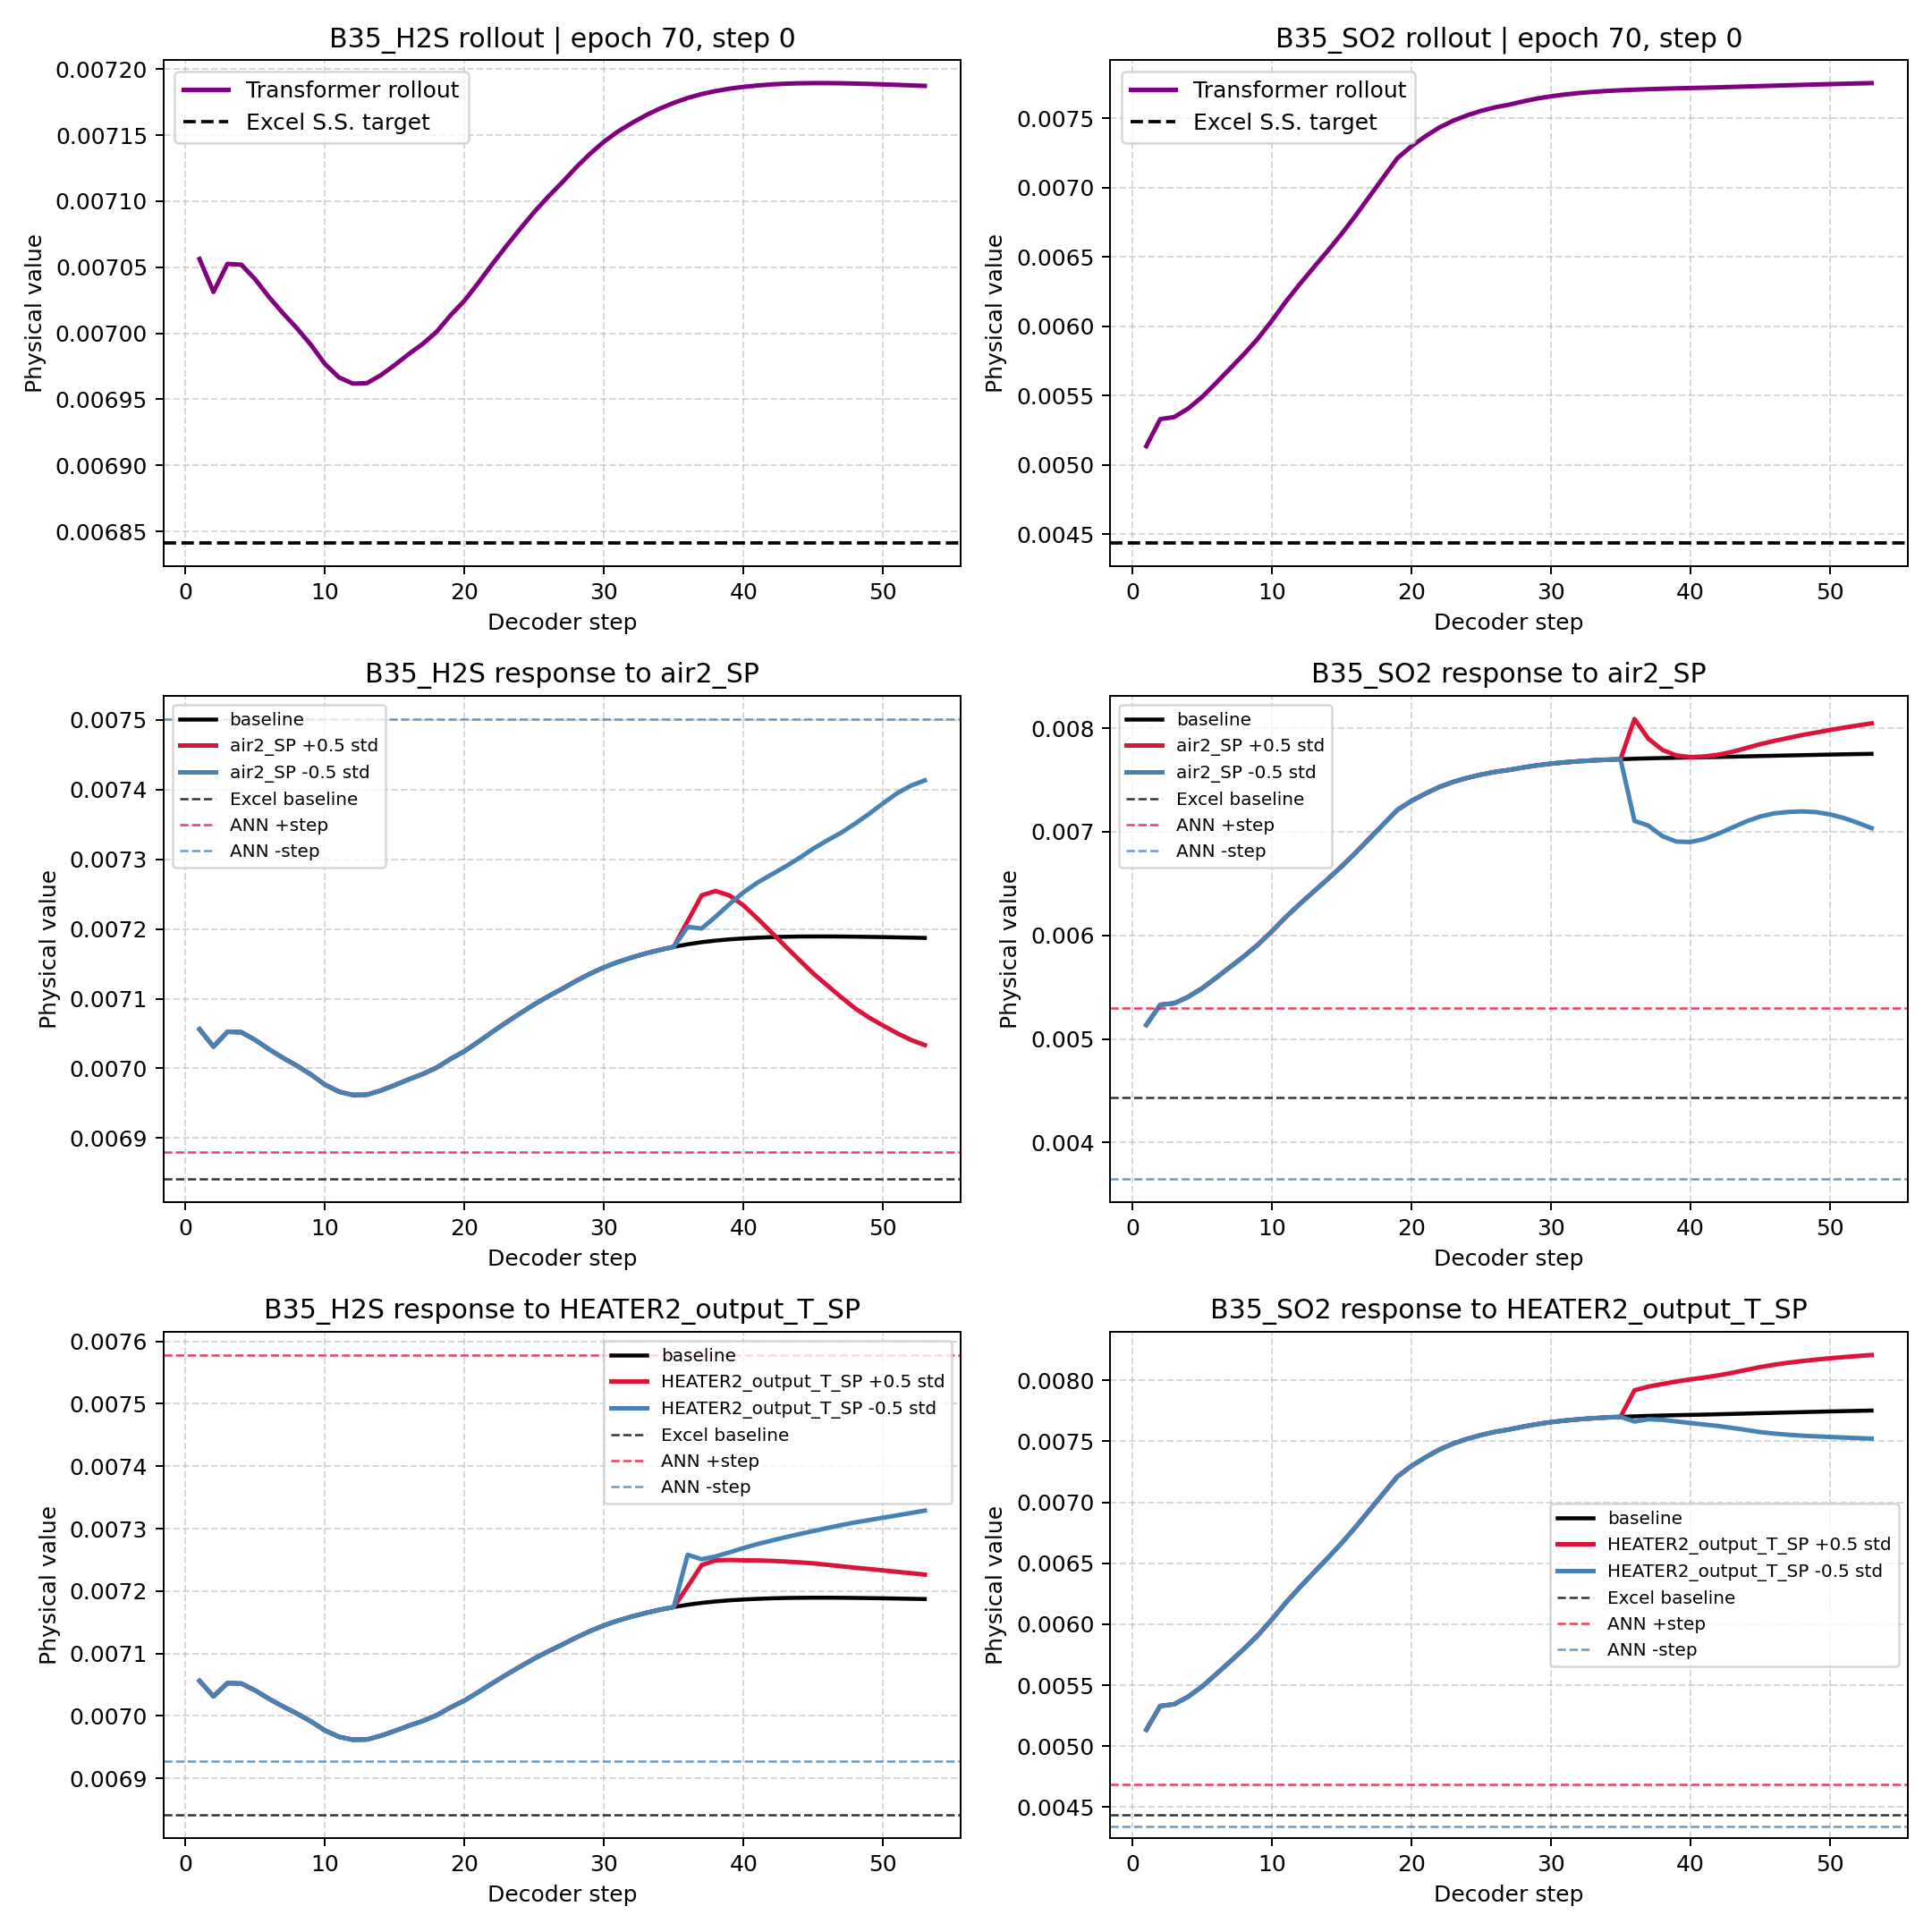 B35_H2S rollout | epoch 70, step 0
Physical value
0.00720
0.00715
0.00710
0.00705
0.00700
0.00695
0.00690
0.00685
Transformer rollout
Excel S.S. target
0 10 20 30 40 50
Decoder step
B35_SO2 rollout | epoch 70, step 0
Physical value
0.0075
0.0070
0.0065
0.0060
0.0055
0.0050
0.0045
Transformer rollout
Excel S.S. target
0 10 20 30 40 50
Decoder step
B35_H2S response to air2_SP
Physical value
0.0075
0.0074
0.0073
0.0072
0.0071
0.0070
0.0069
baseline
air2_SP +0.5 std
air2_SP -0.5 std
Excel baseline
ANN +step
ANN -step
0 10 20 30 40 50
Decoder step
B35_SO2 response to air2_SP
Physical value
0.008
0.007
0.006
0.005
0.004
baseline
air2_SP +0.5 std
air2_SP -0.5 std
Excel baseline
ANN +step
ANN -step
0 10 20 30 40 50
Decoder step
B35_H2S response to HEATER2_output_T_SP
Physical value
0.0076
0.0075
0.0074
0.0073
0.0072
0.0071
0.0070
0.0069
baseline
HEATER2_output_T_SP +0.5 std
HEATER2_output_T_SP -0.5 std
Excel baseline
ANN +step
ANN -step
0 10 20 30 40 50
Decoder step
B35_SO2 response to HEATER2_output_T_SP
Physical value
0.0080
0.0075
0.0070
0.0065
0.0060
0.0055
0.0050
0.0045
baseline
HEATER2_output_T_SP +0.5 std
HEATER2_output_T_SP -0.5 std
Excel baseline
ANN +step
ANN -step
0 10 20 30 40 50
Decoder step